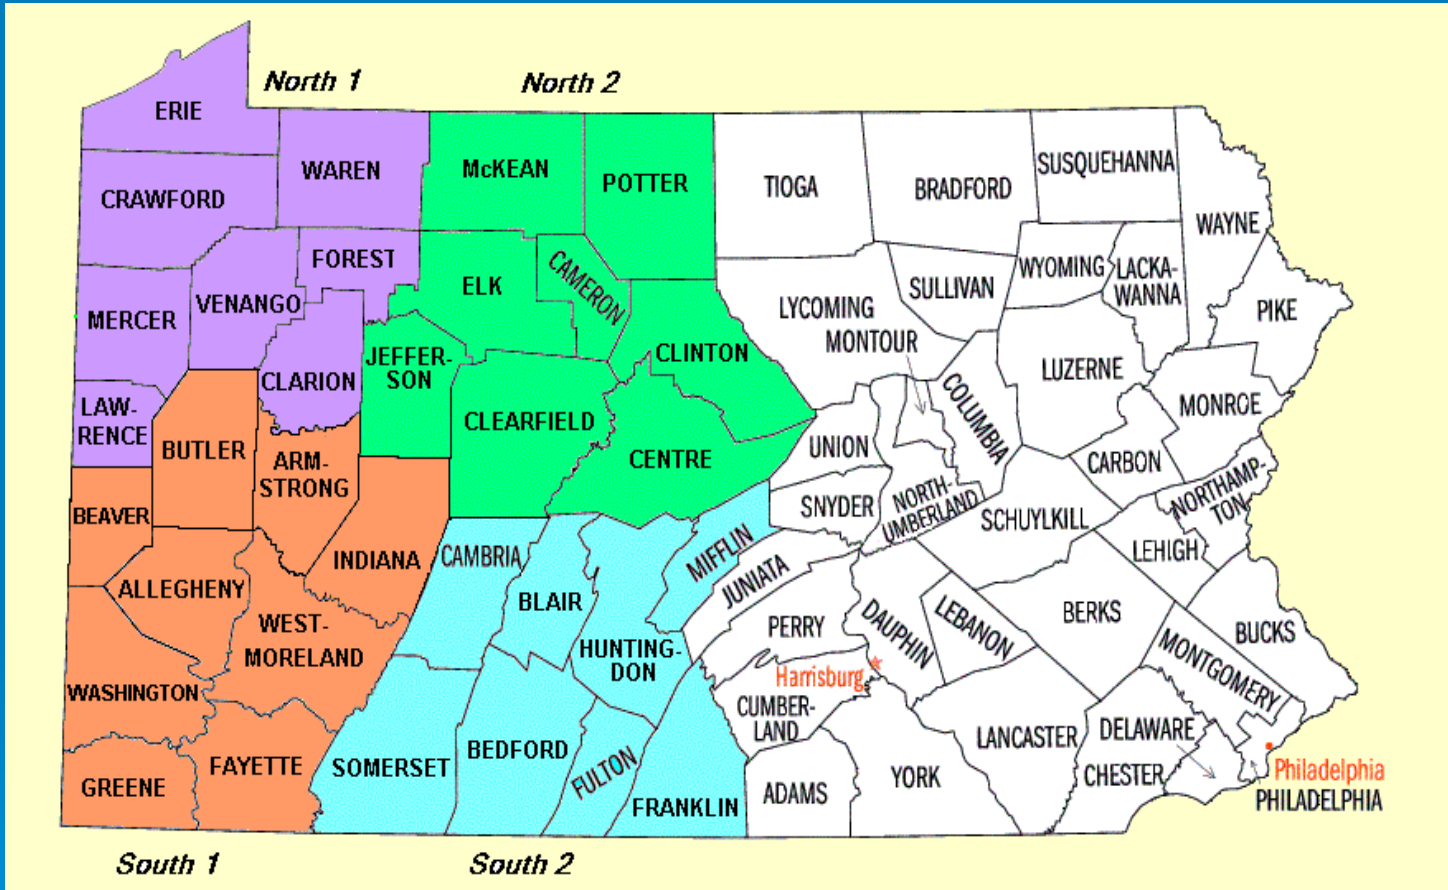 North 1
North 2
ERIE
WAREN
McKEAN
POTTER
CRAWFORD
TIOGA
BRADFORD
SUSQUEHANNA
WAYNE
FOREST
VENANGO
MERCER
ELK
CAMERON
LYCOMING
SULLIVAN
WYOMING
LACKA-
WANNA
PIKE
MONTOUR
JEFFER-
SON
CLARION
CLINTON
LUZERNE
COLUMBIA
MONROE
LAW-
RENCE
BUTLER
CLEARFIELD
CENTRE
UNION
CARBON
ARM-
STRONG
BEAVER
SNYDER
NORTH-
UMBERLAND
SCHUYLKILL
NORTHAMP-
TON
INDIANA
CAMBRIA
MIFFLIN
LEHIGH
ALLEGHENY
BLAIR
JUNIATA
WEST-
MORELAND
HUNTING-
DON
PERRY
DAUPHIN
LEBANON
BERKS
BUCKS
MONTGOMERY
Harrisburg
WASHINGTON
CUMBER-
LAND
LANCASTER
DELAWARE
GREENE
FAYETTE
SOMERSET
BEDFORD
FULTON
FRANKLIN
ADAMS
YORK
CHESTER
Philadelphia
PHILADELPHIA
South 1
South 2